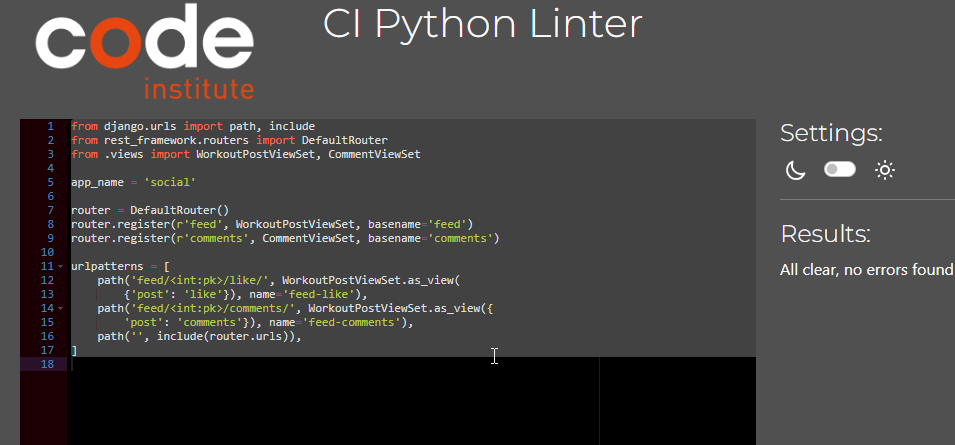 code
institute
CI Python Linter
1 from django.urls import path, include
2 from rest_framework.routers import DefaultRouter
3 from .views import WorkoutPostViewSet, CommentViewSet
4
5 app_name = 'social'
6
7 router = DefaultRouter()
8 router.register(r'feed', WorkoutPostViewSet, basename='feed')
9 router.register(r'comments', CommentViewSet, basename='comments')
10
11 urlpatterns = [
12     path('feed/<int:pk>/like/', WorkoutPostViewSet.as_view(
13         {'post': 'like'}), name='feed-like'),
14     path('feed/<int:pk>/comments/', WorkoutPostViewSet.as_view({
15         'post': 'comments'}), name='feed-comments'),
16     path('', include(router.urls)),
17 ]
18
Settings:
Results:
All clear, no errors found